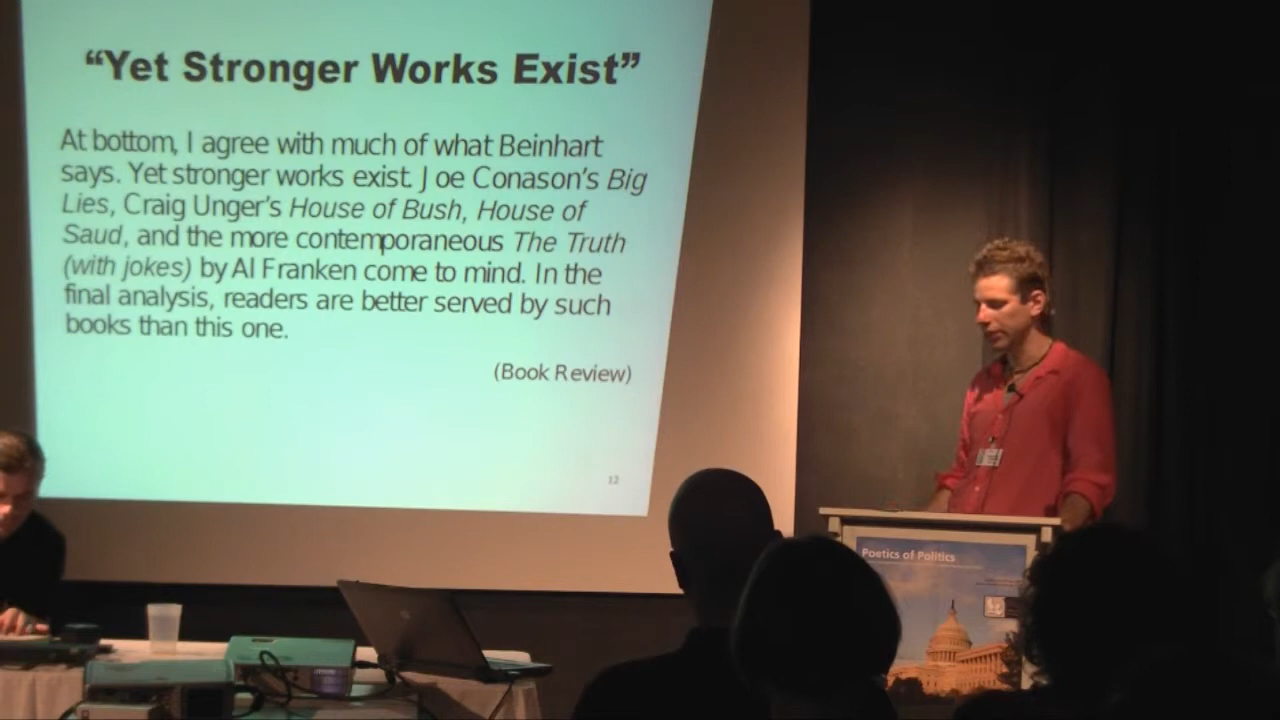 “Yet Stronger Works Exist”
At bottom, I agree with much of what Beinhart
says. Yet stronger works exist. Joe Conason’s Big
Lies, Craig Unger’s House of Bush, House of
Saud, and the more contemporaneous The Truth
(with jokes) by Al Franken come to mind. In the
final analysis, readers are better served by such
books than this one.
(Book Review)
12
Poetics of Politics